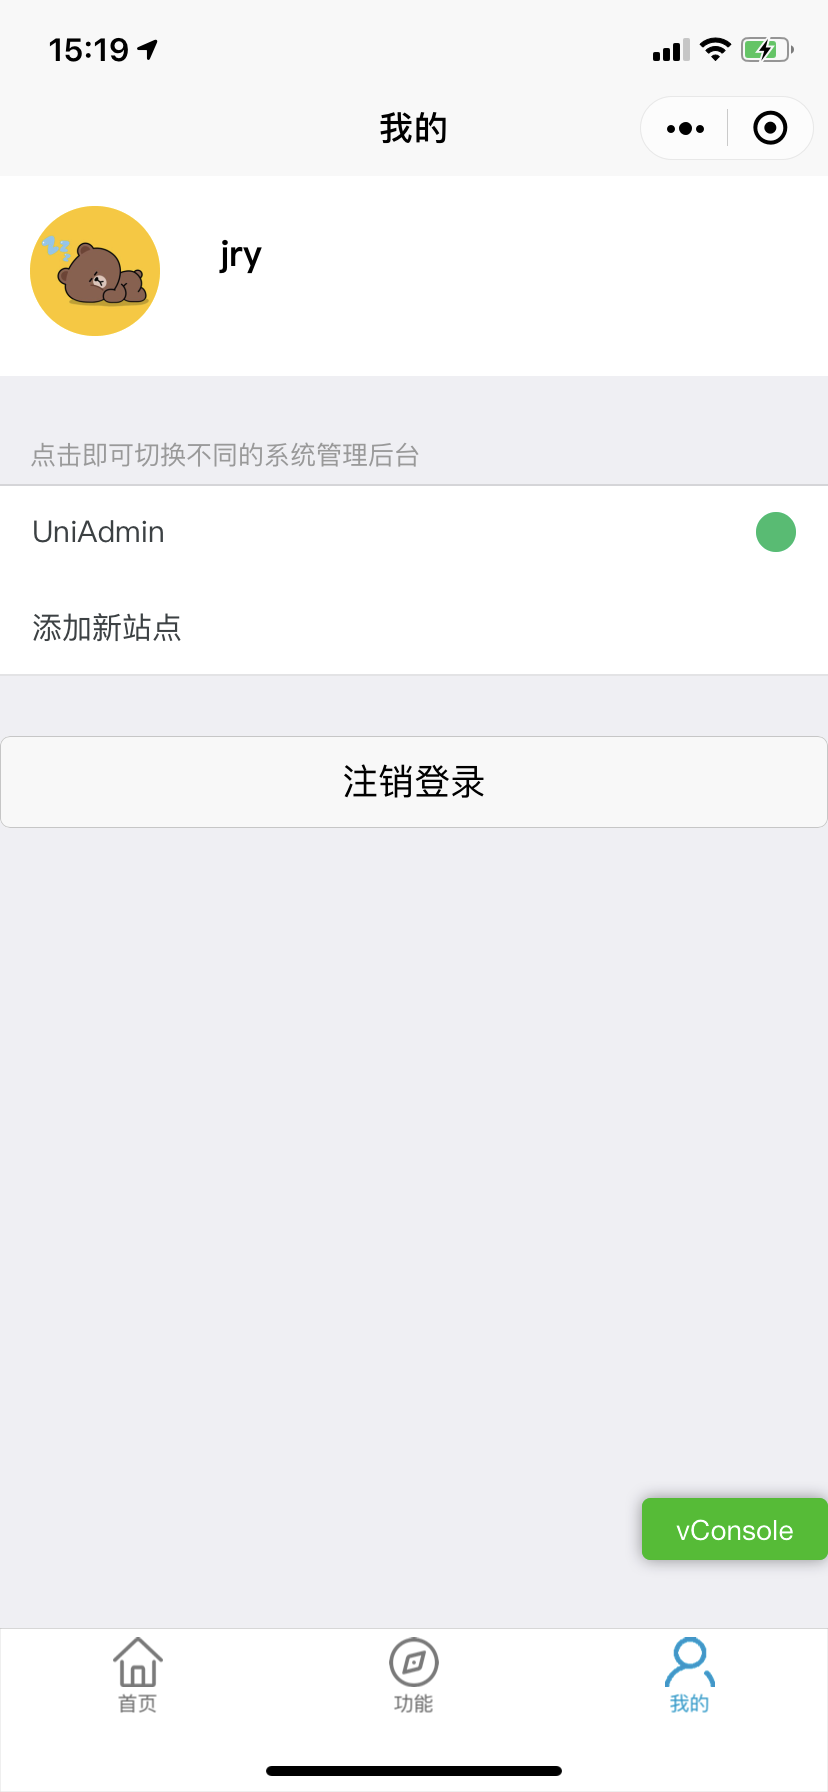 15:19
我的
jry
点击即可切换不同的系统管理后台
UniAdmin
添加新站点
注销登录
vConsole
首页
功能
我的